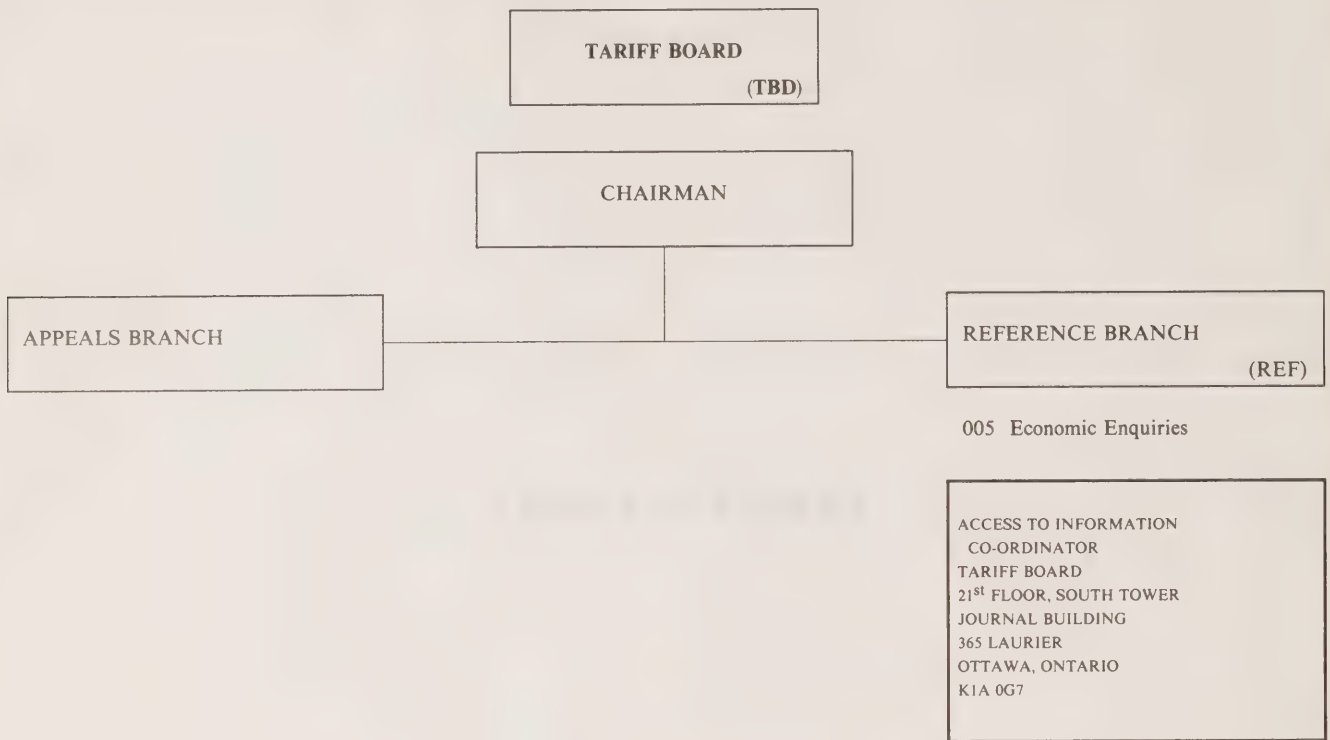 TARIFF BOARD
(TBD)
CHAIRMAN
APPEALS BRANCH
REFERENCE BRANCH
(REF)
005 Economic Enquiries
ACCESS TO INFORMATION
CO-ORDINATOR
TARIFF BOARD
21st FLOOR, SOUTH TOWER
JOURNAL BUILDING
365 LAURIER
OTTAWA, ONTARIO
K1A 0G7